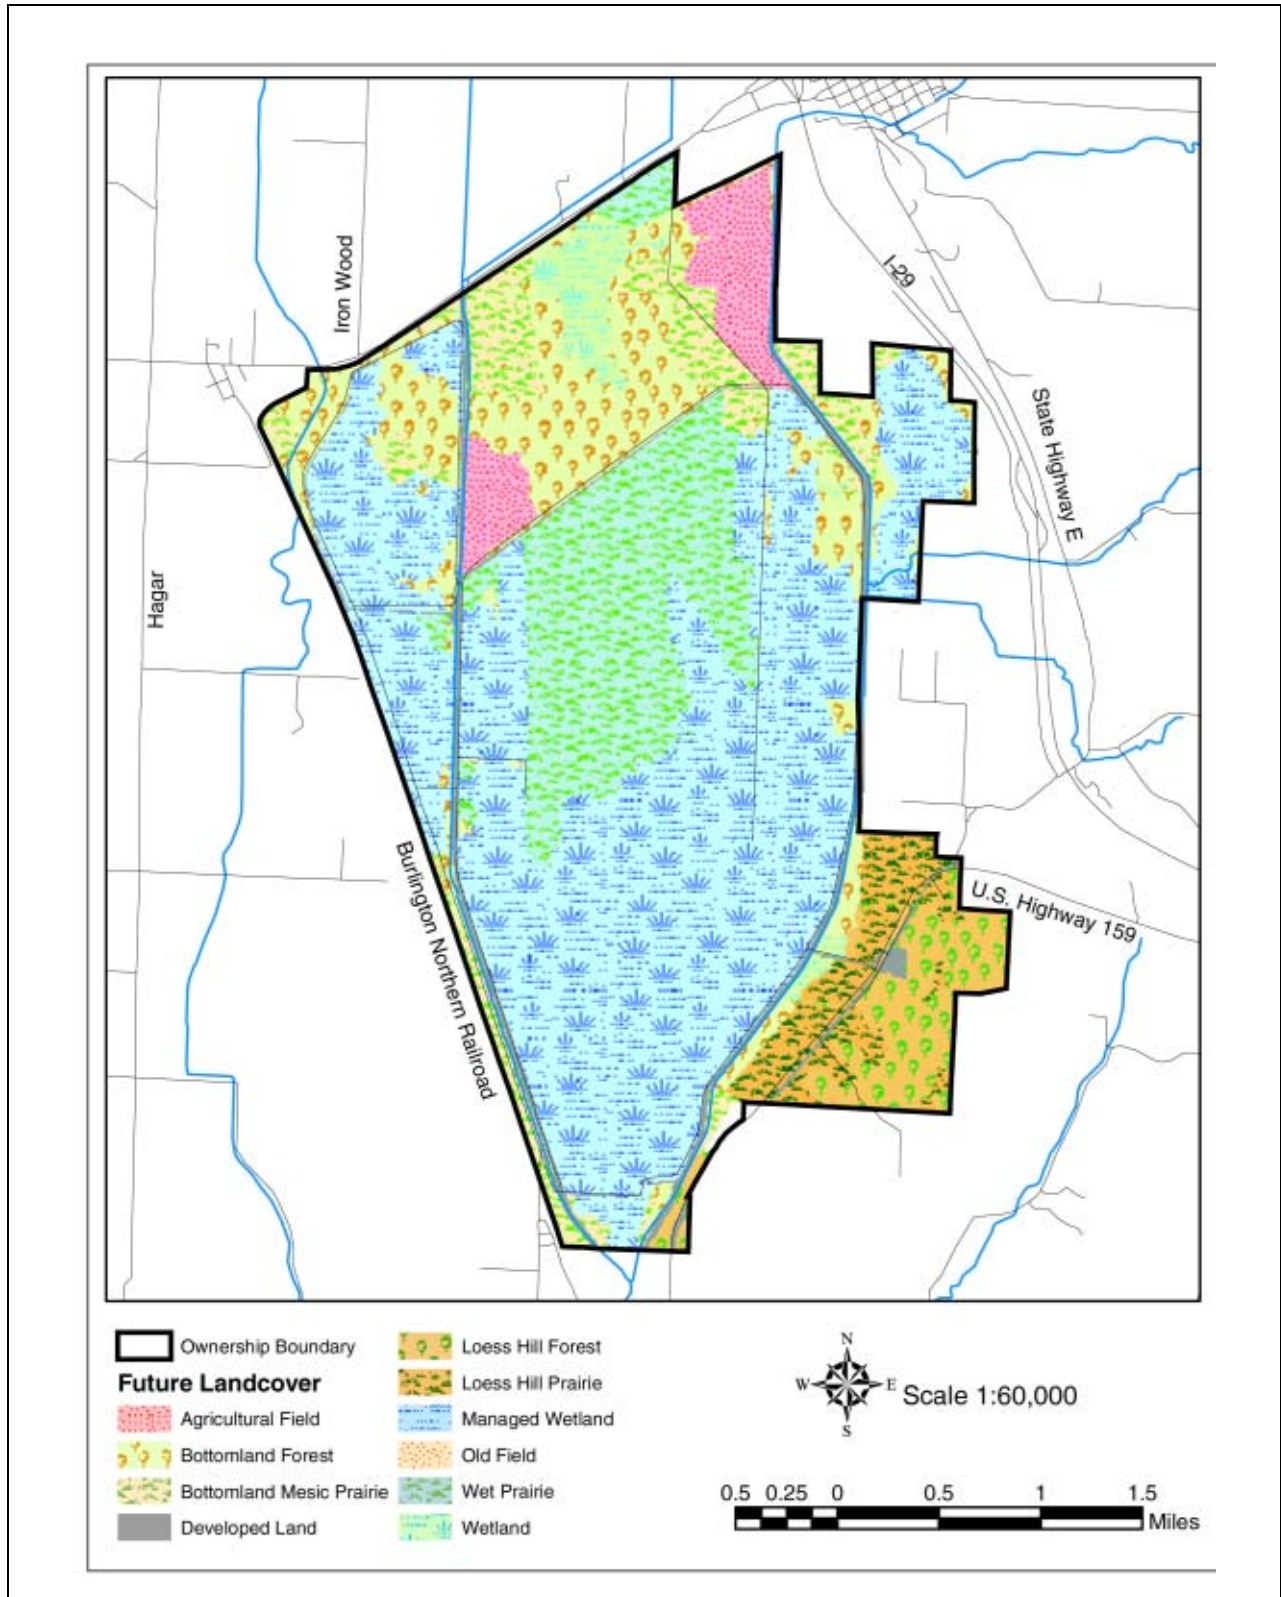 Iron Wood
I-29
State Highway E
Hagar
Burlington Northern Railroad
U.S. Highway 159
Ownership Boundary
Future Landcover
Agricultural Field
Bottomland Forest
Bottomland Mesic Prairie
Developed Land
Loess Hill Forest
Loess Hill Prairie
Managed Wetland
Old Field
Wet Prairie
Wetland
N
W E
S
Scale 1:60,000
0.5 0.25 0 0.5 1 1.5
Miles